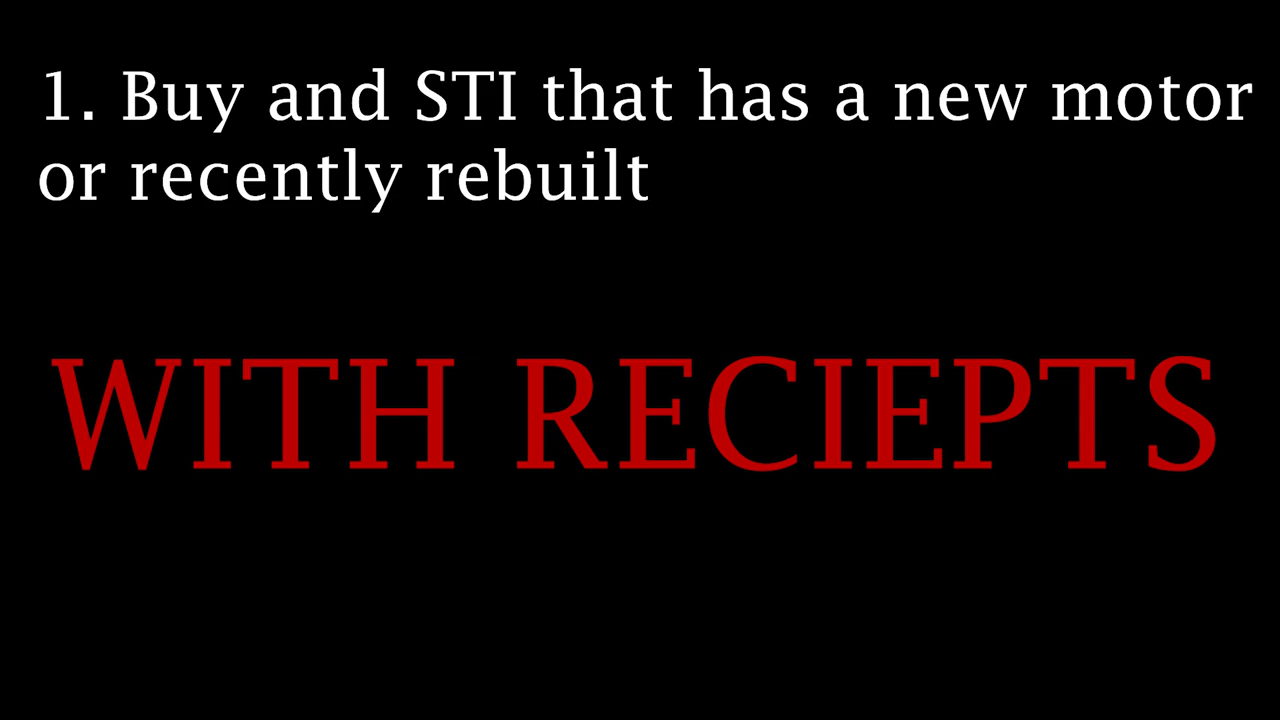 1. Buy and STI that has a new motor
or recently rebuilt
WITH RECIEPTS